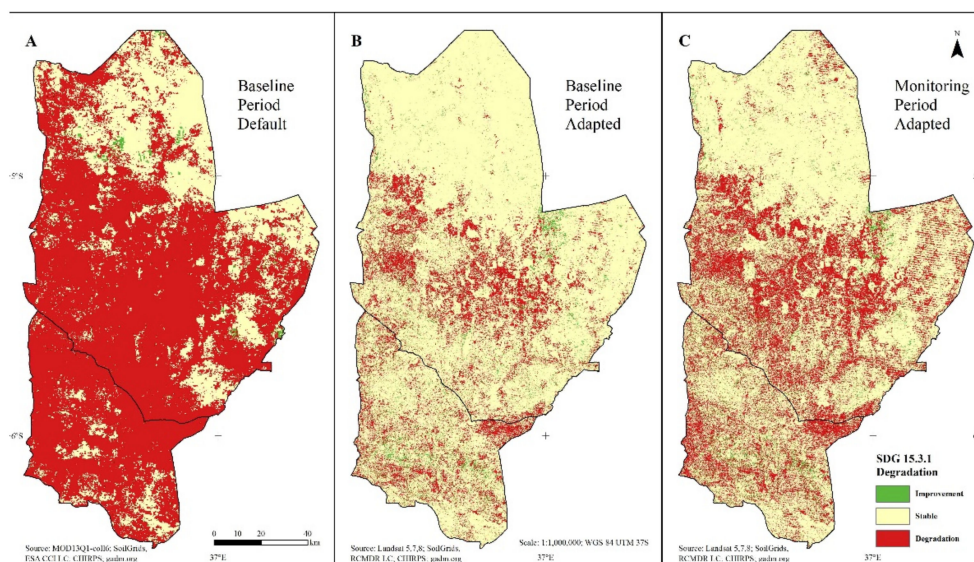 A
Baseline
Period
Default
5°S
6°S
0 10 20 40
km
Source: MOD13Q1-coll6; SoilGrids,
ESA CCI LC, CHIRPS, gadm.org
37°E
B
Baseline
Period
Adapted
Source: Landsat 5,7,8; SoilGrids,
RCMDR LC, CHIRPS, gadm.org
Scale: 1:1,000,000; WGS 84 UTM 37S
37°E
C
N
Monitoring
Period
Adapted
SDG 15.3.1
Degradation
Improvement
Stable
Degradation
Source: Landsat 5,7,8; SoilGrids,
RCMDR LC, CHIRPS, gadm.org
37°E